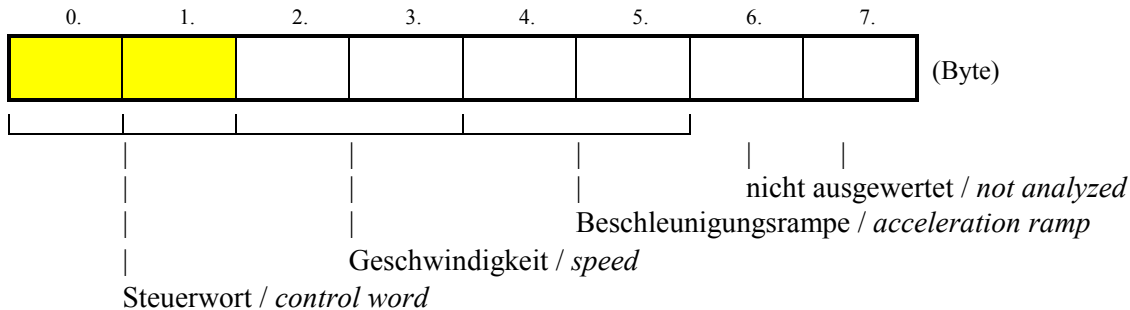 0. 1. 2. 3. 4. 5. 6. 7.
(Byte)
nicht ausgewertet / not analyzed
Beschleunigungsrampe / acceleration ramp
Geschwindigkeit / speed
Steuerwort / control word